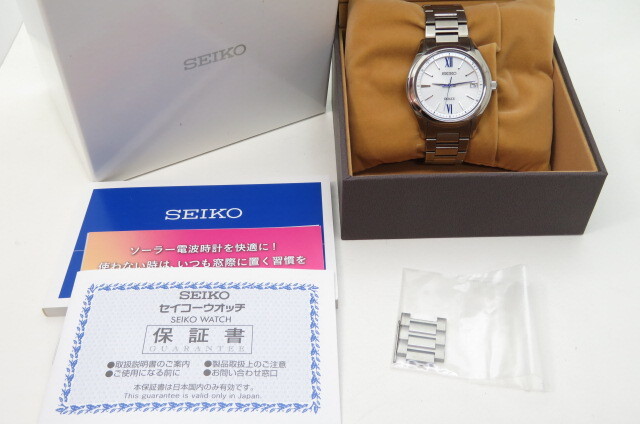 SEIKO
SEIKO
SEIKO
ソーラー電波時計を快適に！
使わない時は、いつも窓際に置く習慣を
SEIKO
セイコーウオッチ
SEIKO WATCH
保証書
GUARANTEE
●取扱説明書のご案内 ●製品取扱上のご注意
●ご使用になる前に ●お問い合わせ窓口
本保証書は日本国内のみ有効です。
This guarantee is valid only in Japan.